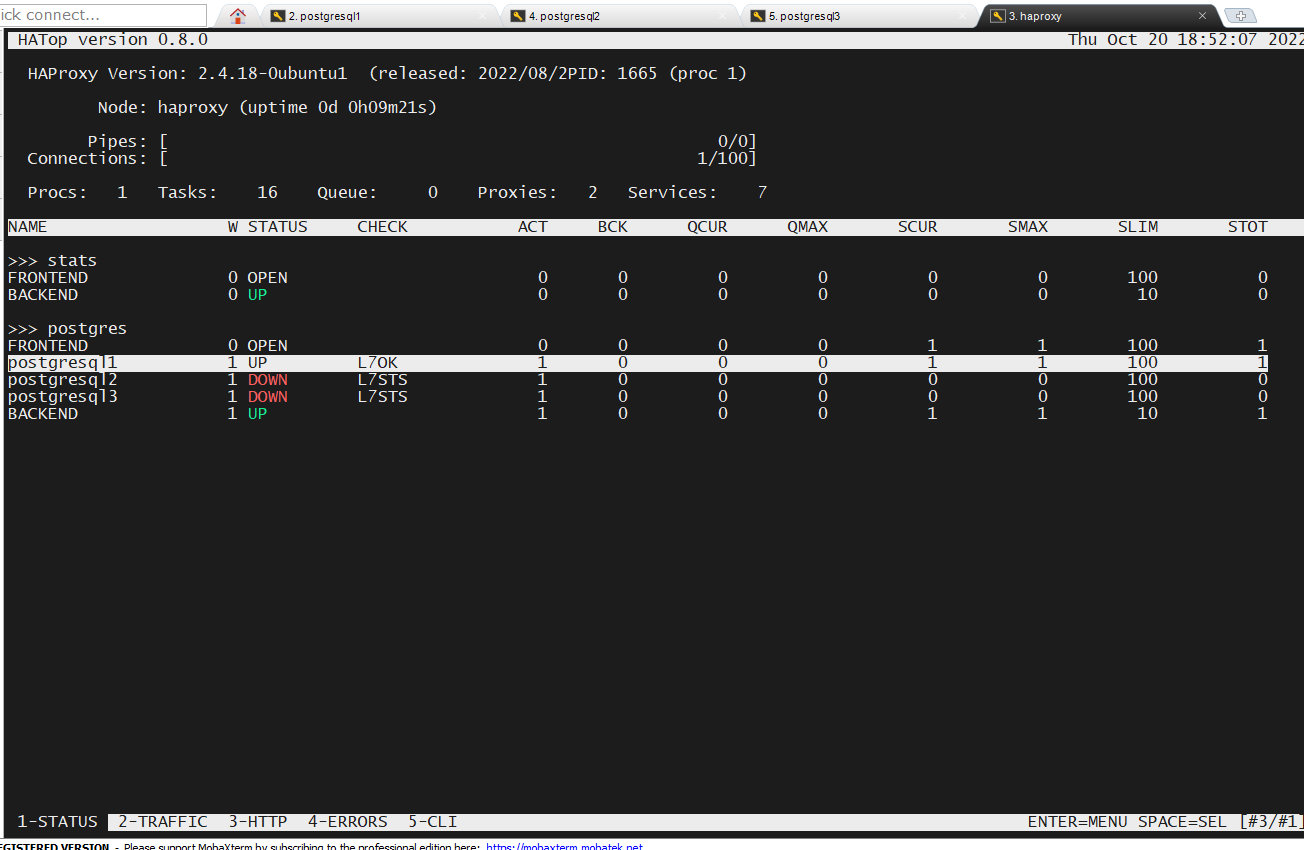 ick connect...
2. postgresql1
4. postgresql2
5. postgresql3
3. haproxy
HATop version 0.8.0 Thu Oct 20 18:52:07 2022
HAProxy Version: 2.4.18-0ubuntu1 (released: 2022/08/2PID: 1665 (proc 1)
Node: haproxy (uptime 0d 0h09m21s)
Pipes: [ 0/0]
Connections: [ 1/100]
Procs: 1 Tasks: 16 Queue: 0 Proxies: 2 Services: 7
NAME W STATUS CHECK ACT BCK QCUR QMAX SCUR SMAX SLIM STOT
>>> stats
FRONTEND 0 OPEN 0 0 0 0 0 0 100 0
BACKEND 0 UP 0 0 0 0 0 0 10 0
>>> postgres
FRONTEND 0 OPEN 0 0 0 0 1 1 100 1
postgresql1 1 UP L7OK 1 0 0 0 1 1 100 1
postgresql2 1 DOWN L7STS 1 0 0 0 0 0 100 0
postgresql3 1 DOWN L7STS 1 0 0 0 0 0 100 0
BACKEND 1 UP 1 0 0 0 1 1 10 1
1-STATUS 2-TRAFFIC 3-HTTP 4-ERRORS 5-CLI ENTER=MENU SPACE=SEL [#3/#1]
EGISTERED VERSION - Please support MobaXterm by subscribing to the professional edition here: https://mobaxterm.mobatek.net